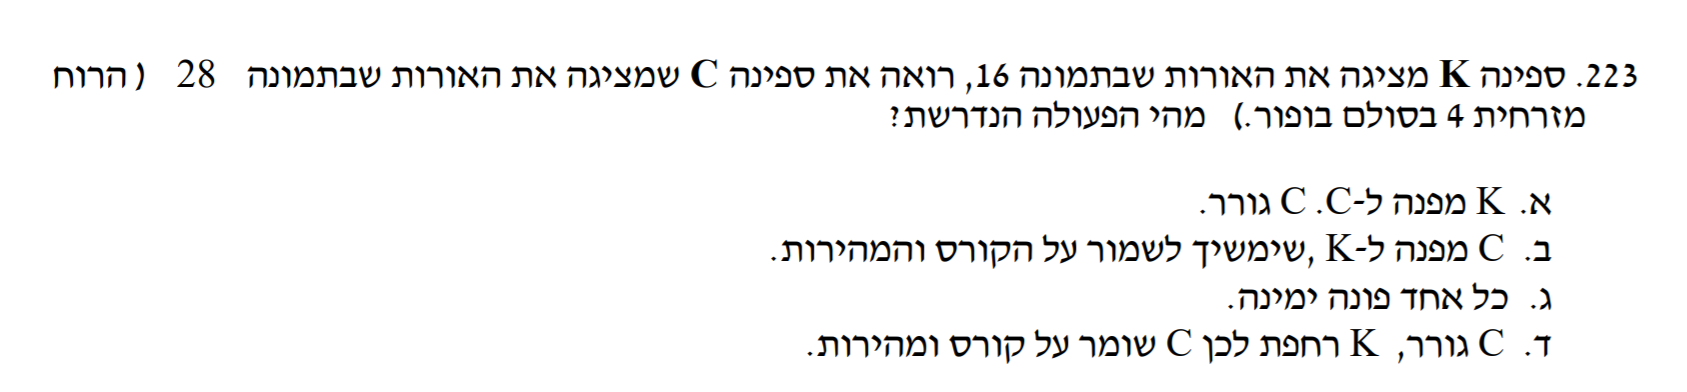 223. ספינה K מציגה את האורות שבתמונה 16, רואה את ספינה C שמציגה את האורות שבתמונה 28 ( הרוח
מזרחית 4 בסולם בופור.) מהי הפעולה הנדרשת?
א. K מפנה ל-C. C גורר.
ב. C מפנה ל-K ,שימשיך לשמור על הקורס והמהירות.
ג. כל אחד פונה ימינה.
ד. C גורר, K רחפת לכן C שומר על קורס ומהירות.